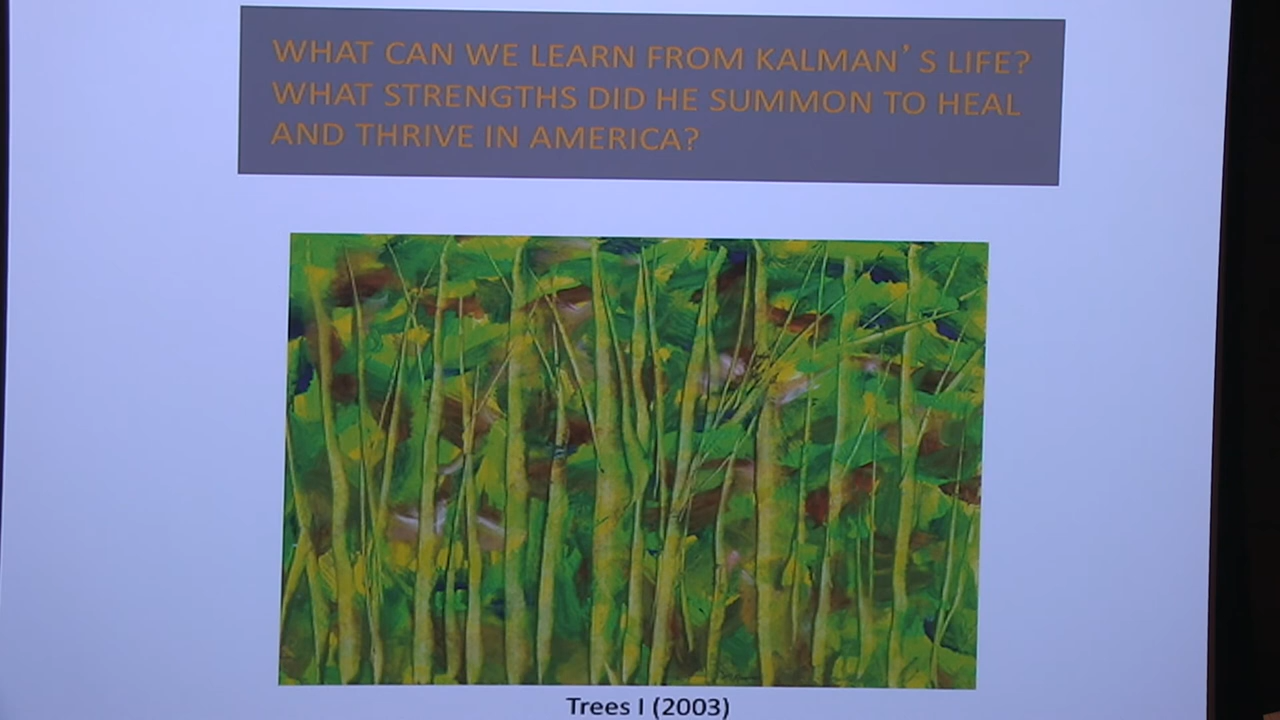 WHAT CAN WE LEARN FROM KALMAN’S LIFE?
WHAT STRENGTHS DID HE SUMMON TO HEAL
AND THRIVE IN AMERICA?
Trees I (2003)